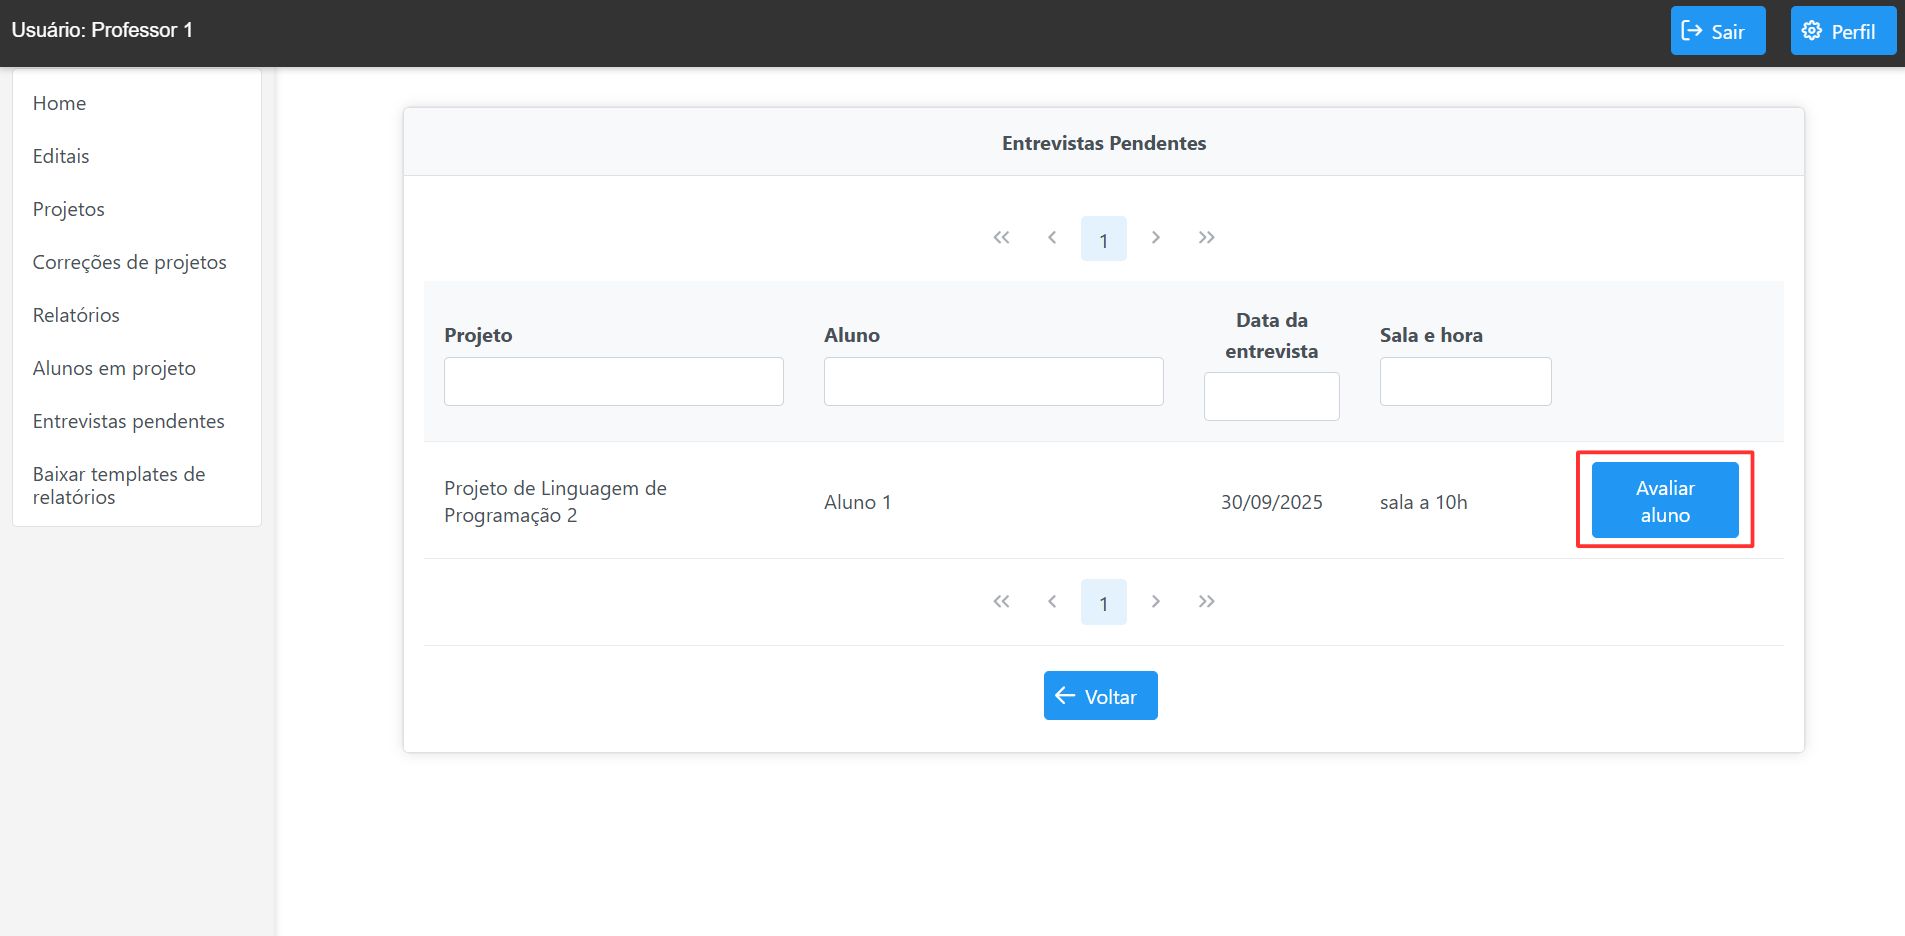 Usuário: Professor 1
Sair
Perfil
Home
Editais
Projetos
Correções de projetos
Relatórios
Alunos em projeto
Entrevistas pendentes
Baixar templates de
relatórios
Entrevistas Pendentes
1
Projeto
Aluno
Data da
entrevista
Sala e hora
Projeto de Linguagem de
Programação 2
Aluno 1
30/09/2025
sala a 10h
Avaliar
aluno
1
Voltar